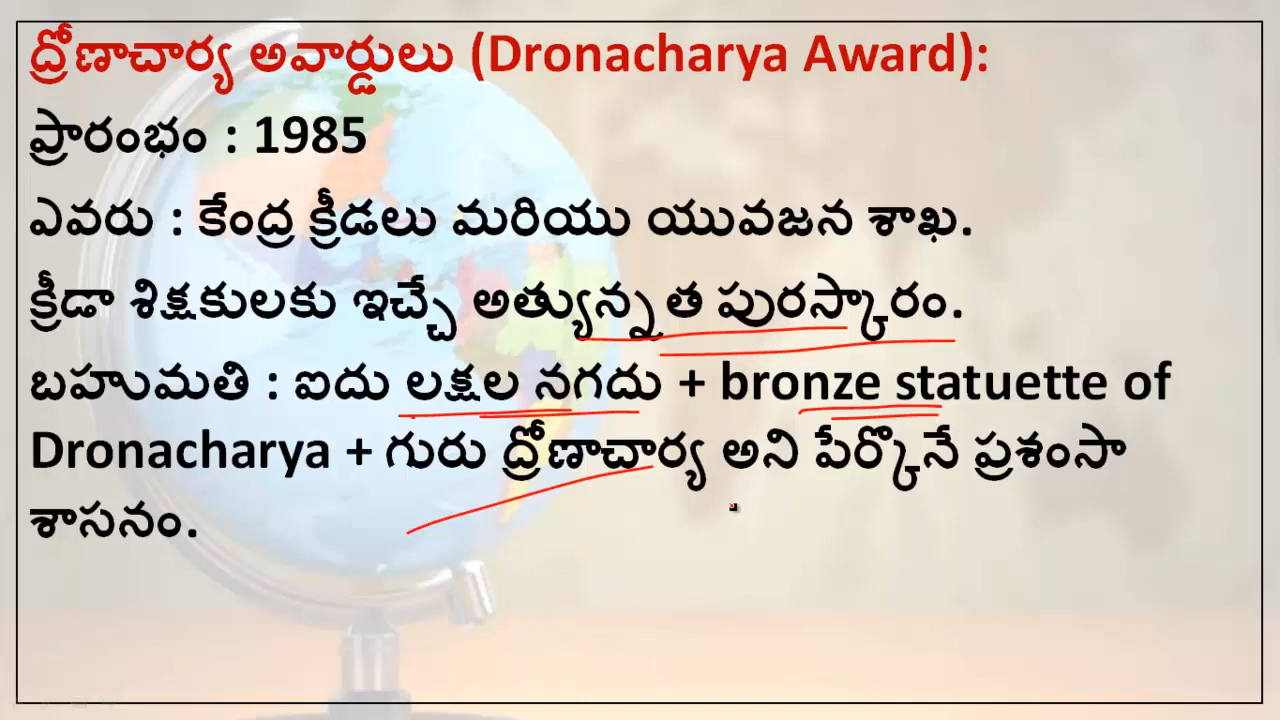 ద్రోణాచార్య అవార్డులు (Dronacharya Award):
ప్రారంభం : 1985
ఎవరు : కేంద్ర క్రీడలు మరియు యువజన శాఖ.
క్రీడా శిక్షకులకు ఇచ్చే అత్యున్నత పురస్కారం.
బహుమతి : ఐదు లక్షల నగదు + bronze statuette of
Dronacharya + గురు ద్రోణాచార్య అని పేర్కొనే ప్రశంసా
శాసనం.